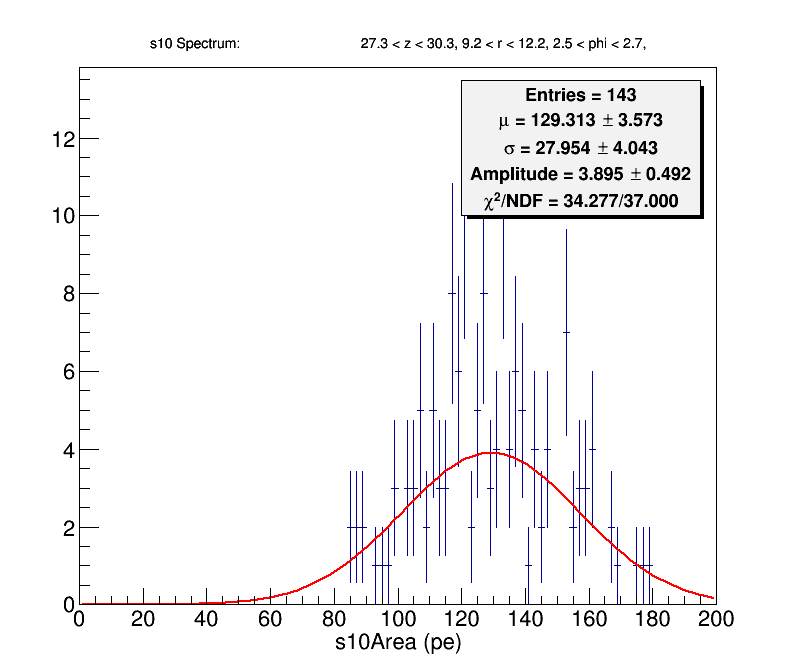 s10 Spectrum: 27.3 < z < 30.3, 9.2 < r < 12.2, 2.5 < phi < 2.7,
Entries = 143
μ = 129.313 ± 3.573
σ = 27.954 ± 4.043
Amplitude = 3.895 ± 0.492
χ²/NDF = 34.277/37.000
12
10
8
6
4
2
0
0 20 40 60 80 100 120 140 160 180 200
s10Area (pe)